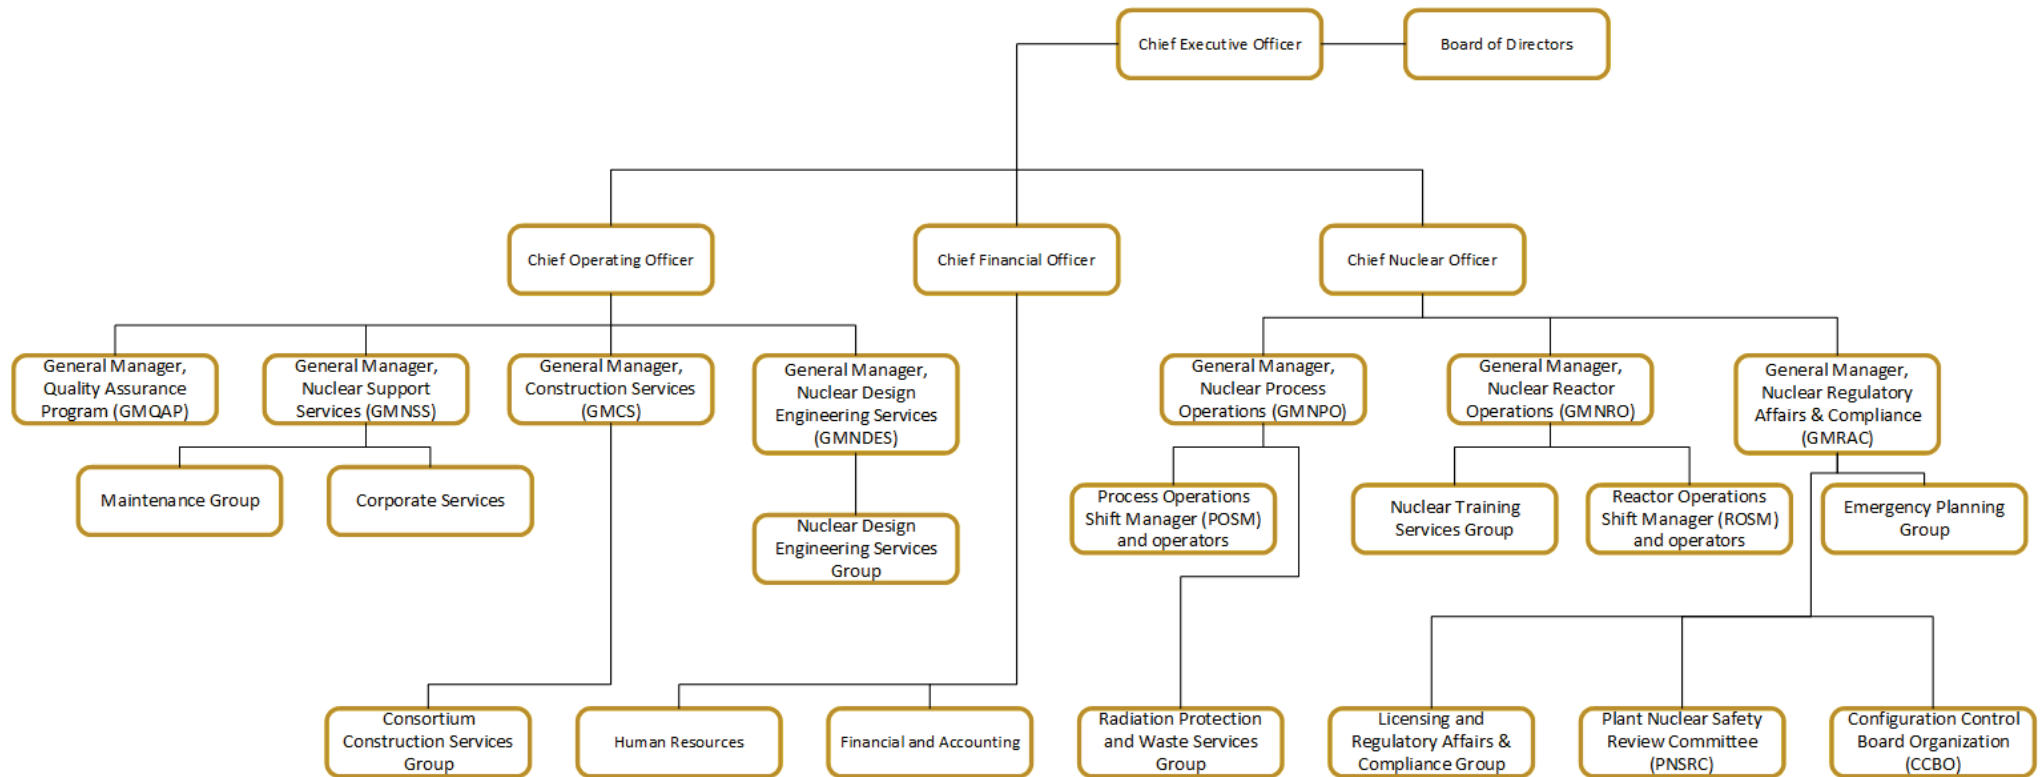 Chief Executive Officer
Board of Directors
Chief Operating Officer
Chief Financial Officer
Chief Nuclear Officer
General Manager,
Quality Assurance
Program (GMQAP)
General Manager,
Nuclear Support
Services (GMNSS)
General Manager,
Construction Services
(GMCS)
General Manager,
Nuclear Design
Engineering Services
(GMNDES)
General Manager,
Nuclear Process
Operations (GMNPO)
General Manager,
Nuclear Reactor
Operations (GMNRO)
General Manager,
Nuclear Regulatory
Affairs & Compliance
(GMRAC)
Maintenance Group
Corporate Services
Nuclear Design
Engineering Services
Group
Process Operations
Shift Manager (POSM)
and operators
Nuclear Training
Services Group
Reactor Operations
Shift Manager (ROSM)
and operators
Emergency Planning
Group
Consortium
Construction Services
Group
Human Resources
Financial and Accounting
Radiation Protection
and Waste Services
Group
Licensing and
Regulatory Affairs &
Compliance Group
Plant Nuclear Safety
Review Committee
(PNSRC)
Configuration Control
Board Organization
(CCBO)